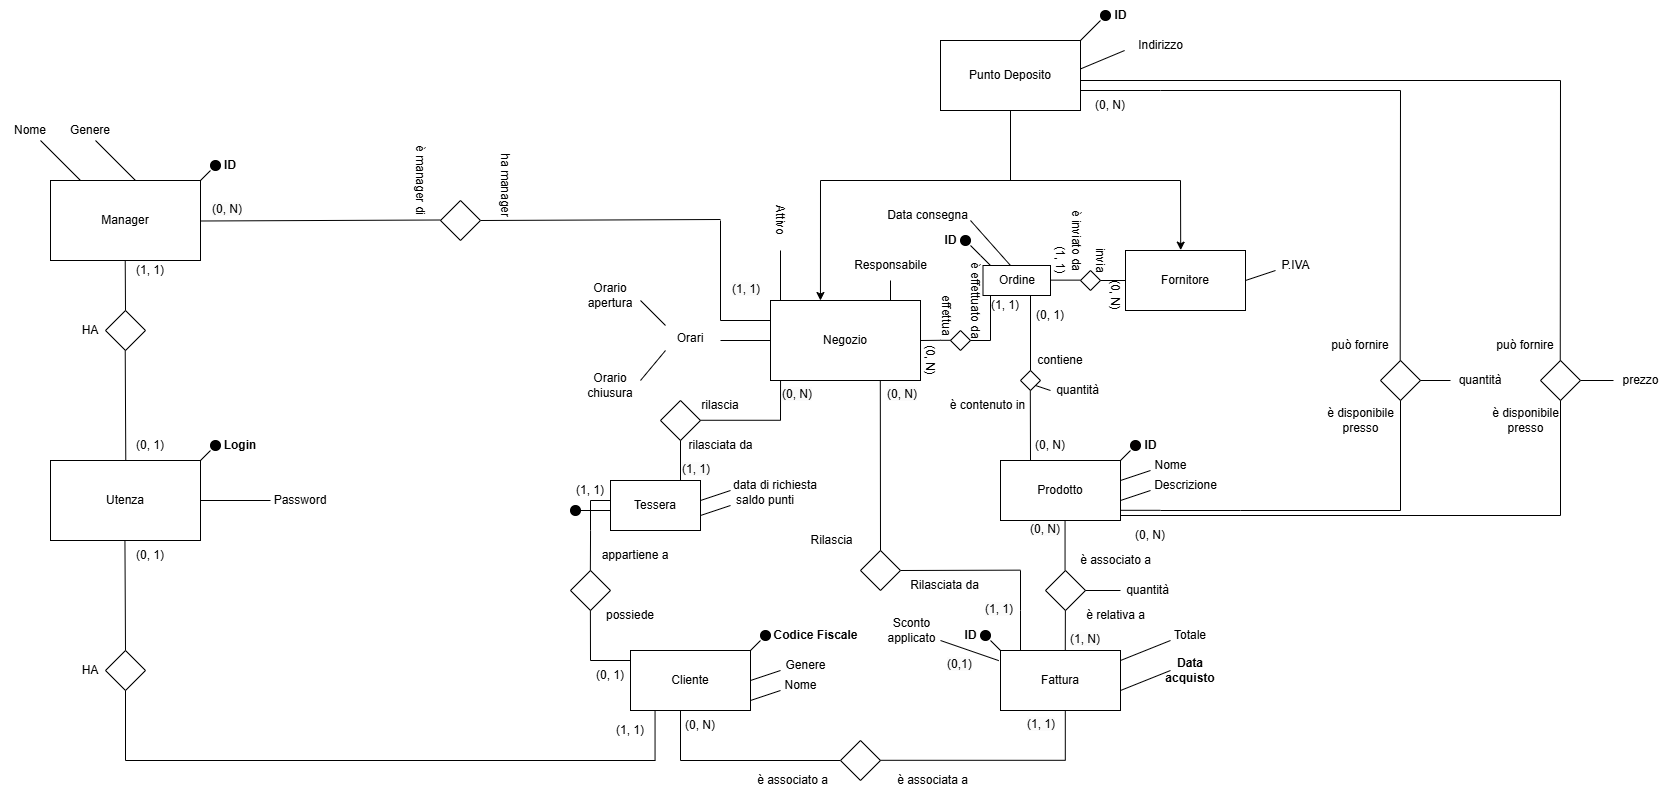 ID
Indirizzo
Punto Deposito
(0, N)
Nome
Genere
ID
Manager
(0, N)
è manager di
ha manager
(1, 1)
HA
(0, 1)
Login
Utenza
Password
(0, 1)
HA
Attivo
Responsabile
(1, 1)
Orario
apertura
Orari
Orario
chiusura
Negozio
(0, N)
effettua
è effettuato da
(1, 1)
Data consegna
ID
Ordine
(0, 1)
(1, 1)
è inviato da
invia
(0, N)
Fornitore
P.IVA
contiene
quantità
è contenuto in
(0, N)
può fornire
quantità
è disponibile
presso
può fornire
prezzo
è disponibile
presso
(0, N)
rilascia
rilasciata da
(1, 1)
(0, N)
(1, 1)
Tessera
data di richiesta
saldo punti
appartiene a
possiede
(0, 1)
Rilascia
Rilasciata da
(1, 1)
ID
Nome
Descrizione
Prodotto
(0, N)
(0, N)
è associato a
quantità
è relativa a
(1, N)
Codice Fiscale
Genere
Nome
Cliente
(1, 1)
(0, N)
Sconto
applicato
(0,1)
ID
Totale
Data
acquisto
Fattura
(1, 1)
è associato a
è associata a